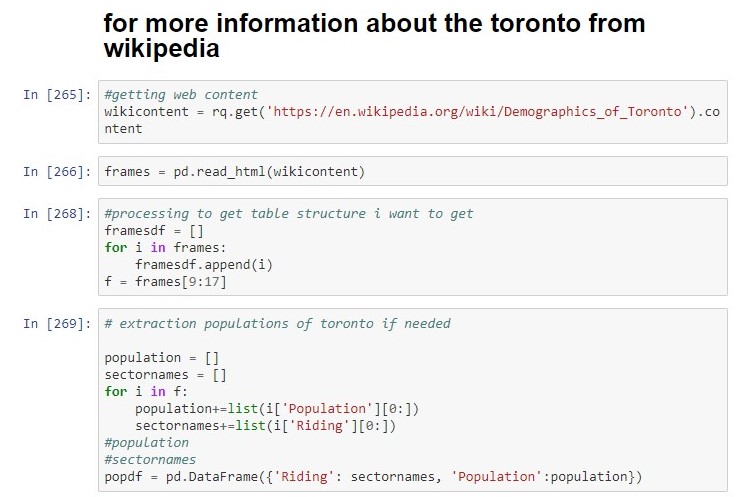 for more information about the toronto from
wikipedia
In [265]: #getting web content
wikicontent = rq.get('https://en.wikipedia.org/wiki/Demographics_of_Toronto').co
ntent
In [266]: frames = pd.read_html(wikicontent)
In [268]: #processing to get table structure i want to get
framesdf = []
for i in frames:
    framesdf.append(i)
f = frames[9:17]
In [269]: # extraction populations of toronto if needed
population = []
sectornames = []
for i in f:
    population+=list(i['Population'][0:])
    sectornames+=list(i['Riding'][0:])
#population
#sectornames
popdf = pd.DataFrame({'Riding': sectornames, 'Population':population})